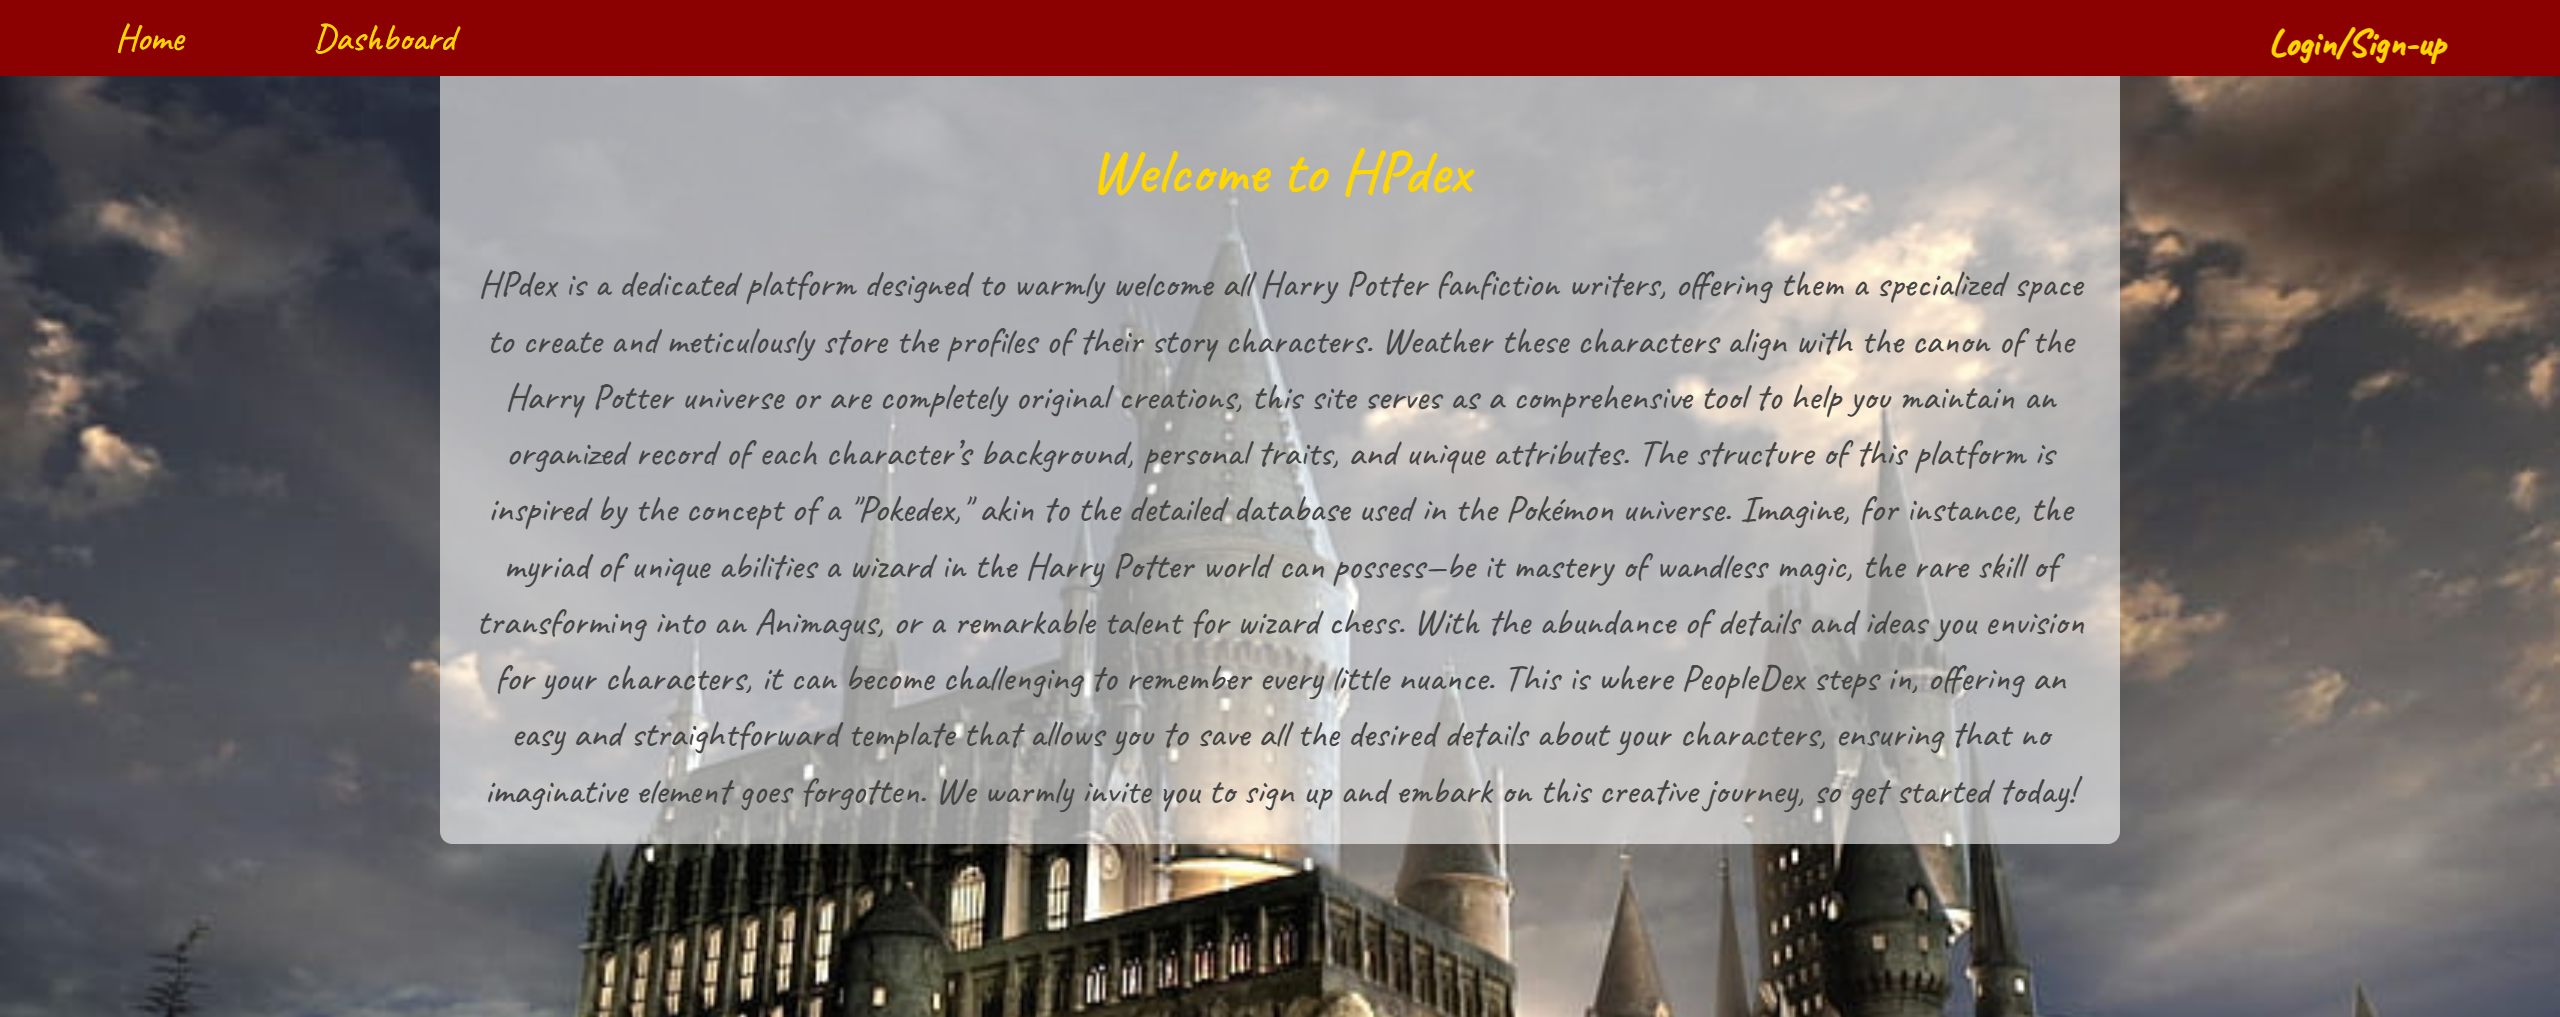 Home Dashboard Login/Sign-up
Welcome to HPdex
HPdex is a dedicated platform designed to warmly welcome all Harry Potter fanfiction writers, offering them a specialized space
to create and meticulously store the profiles of their story characters. Weather these characters align with the canon of the
Harry Potter universe or are completely original creations, this site serves as a comprehensive tool to help you maintain an
organized record of each character's background, personal traits, and unique attributes. The structure of this platform is
inspired by the concept of a "Pokedex," akin to the detailed database used in the Pokémon universe. Imagine, for instance, the
myriad of unique abilities a wizard in the Harry Potter world can possess—be it mastery of wandless magic, the rare skill of
transforming into an Animagus, or a remarkable talent for wizard chess. With the abundance of details and ideas you envision
for your characters, it can become challenging to remember every little nuance. This is where PeopleDex steps in, offering an
easy and straightforward template that allows you to save all the desired details about your characters, ensuring that no
imaginative element goes forgotten. We warmly invite you to sign up and embark on this creative journey, so get started today!